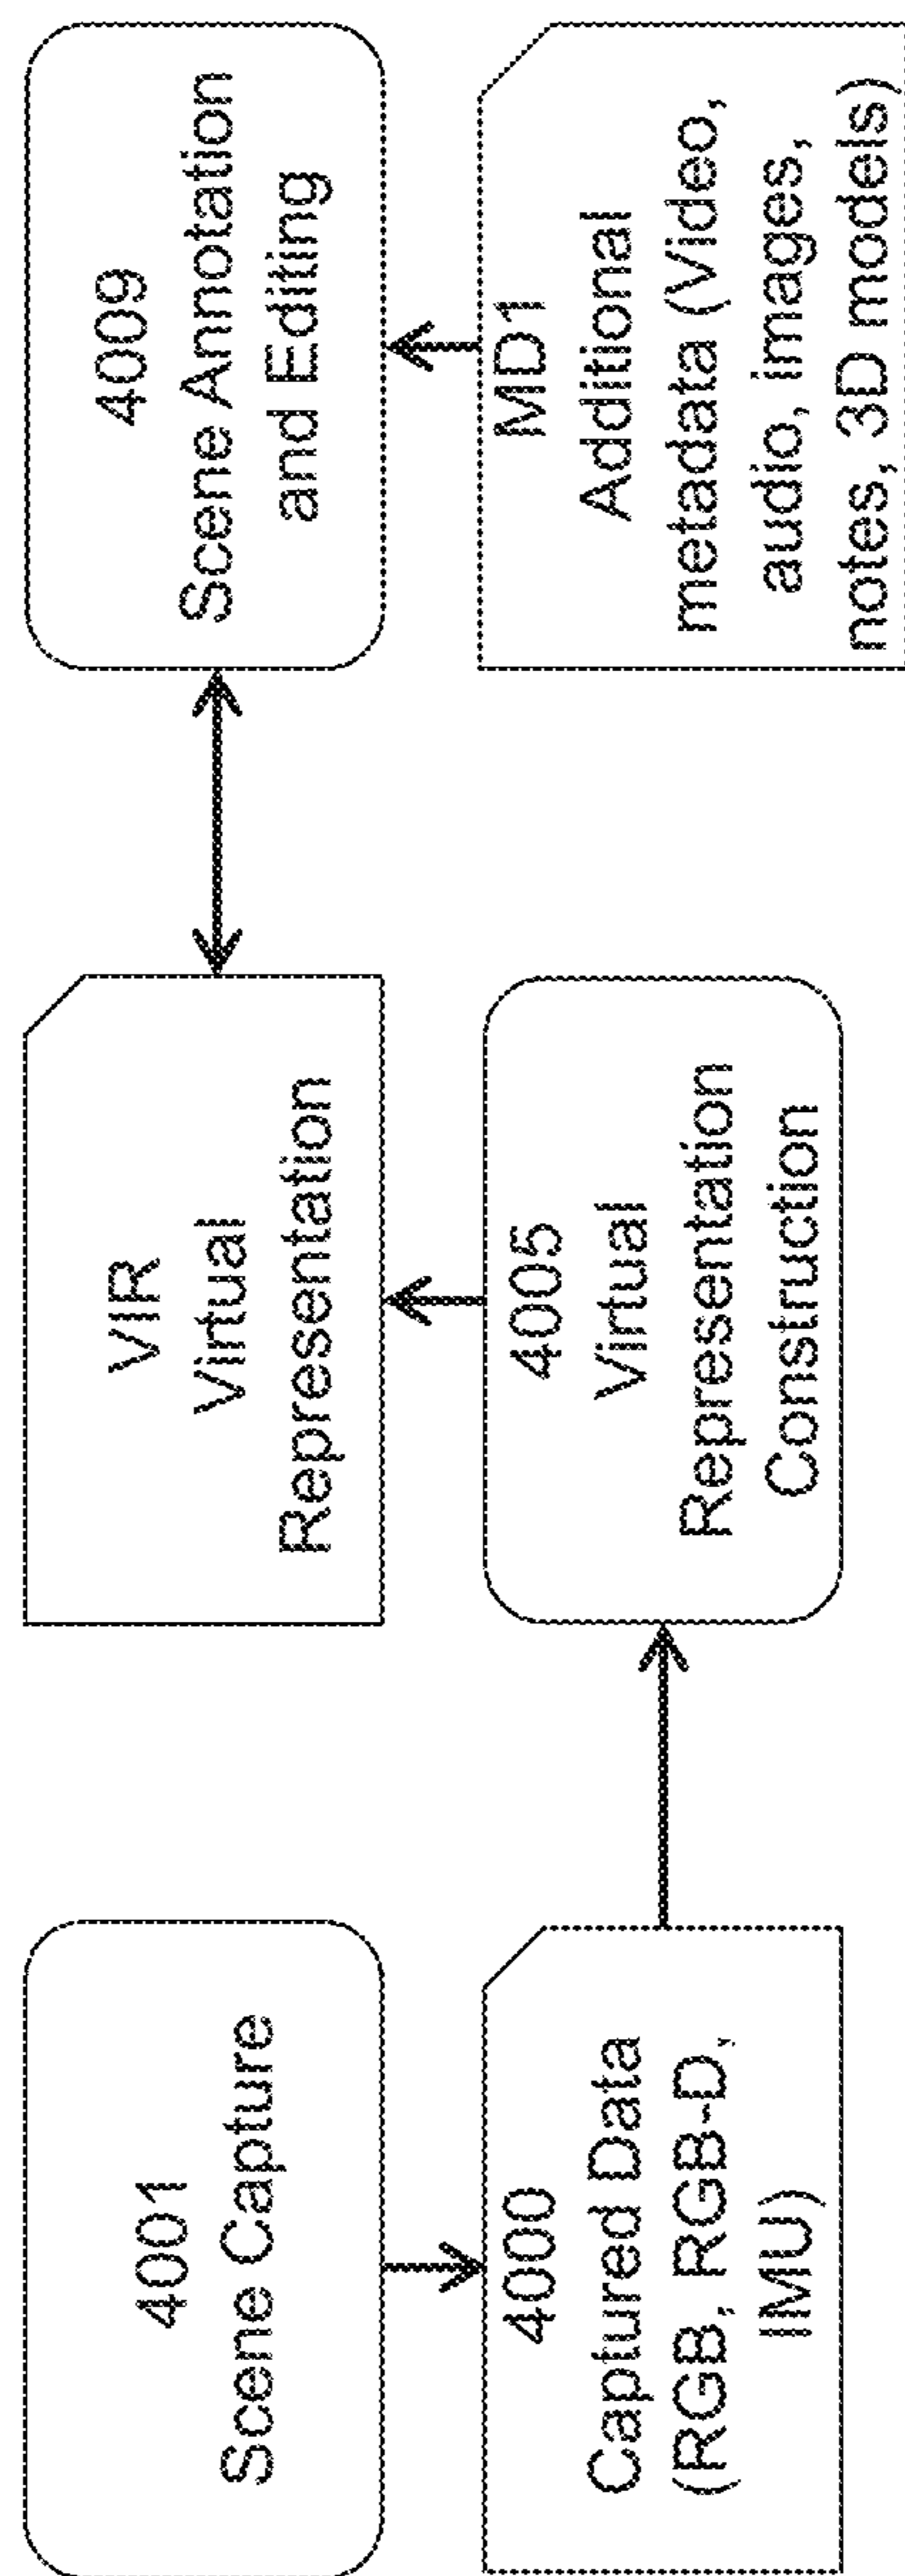 4001
Scene Capture
4000
Captured Data
(RGB, RGB-D,
IMU)
VIR
Virtual
Representation
4005
Virtual
Representation
Construction
4009
Scene Annotation
and Editing
MD1
Additional
metadata (Video,
audio, images,
notes, 3D models)